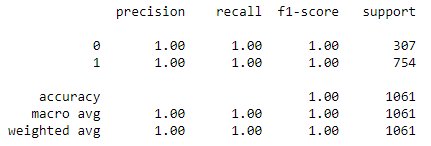 precision recall f1-score support
0 1.00 1.00 1.00 307
1 1.00 1.00 1.00 754
accuracy 1.00 1061
macro avg 1.00 1.00 1.00 1061
weighted avg 1.00 1.00 1.00 1061